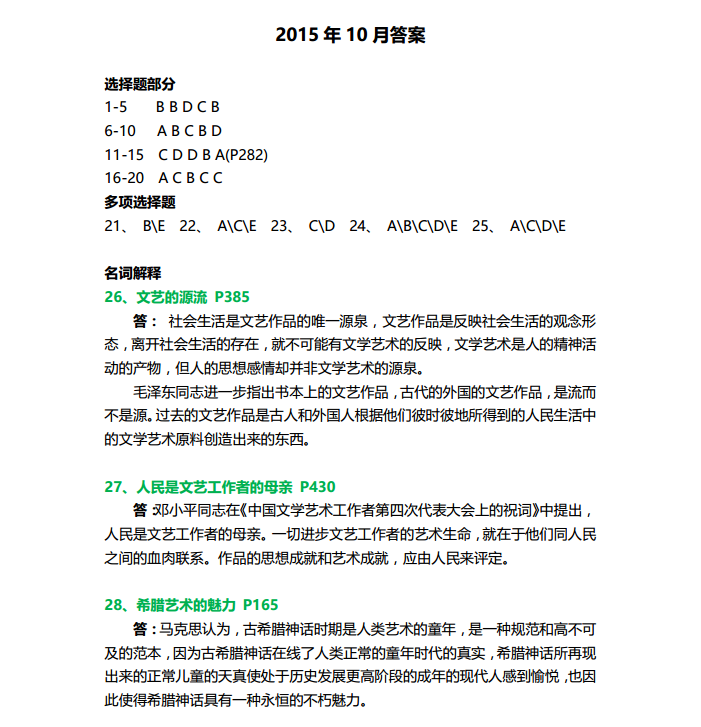 2015 年 10 月答案
选择题部分
1-5 B B D C B
6-10 A B C B D
11-15 C D D B A(P282)
16-20 A C B C C
多项选择题
21、 B\E 22、 A\C\E 23、 C\D 24、 A\B\C\D\E 25、 A\C\D\E
名词解释
26、文艺的源流 P385
答： 社会生活是文艺作品的唯一源泉，文艺作品是反映社会生活的观念形
态，离开社会生活的存在，就不可能有文学艺术的反映，文学艺术是人的精神活
动的产物，但人的思想感情却并非文学艺术的源泉。
毛泽东同志进一步指出书本上的文艺作品，古代的外国的文艺作品，是流而
不是源。过去的文艺作品是古人和外国人根据他们彼时彼地所得到的人民生活中
的文学艺术原料创造出来的东西。
27、人民是文艺工作者的母亲 P430
答：邓小平同志在《中国文学艺术工作者第四次代表大会上的祝词》中提出，
人民是文艺工作者的母亲。一切进步文艺工作者的艺术生命，就在于他们同人民
之间的血肉联系。作品的思想成就和艺术成就，应由人民来评定。
28、希腊艺术的魅力 P165
答：马克思认为，古希腊神话时期是人类艺术的童年，是一种规范和高不可
及的范本，因为古希腊神话在线了人类正常的童年时代的真实，希腊神话所再现
出来的正常儿童的天真使处于历史发展更高阶段的成年的现代人感到愉悦，也因
此使得希腊神话具有一种永恒的不朽魅力。